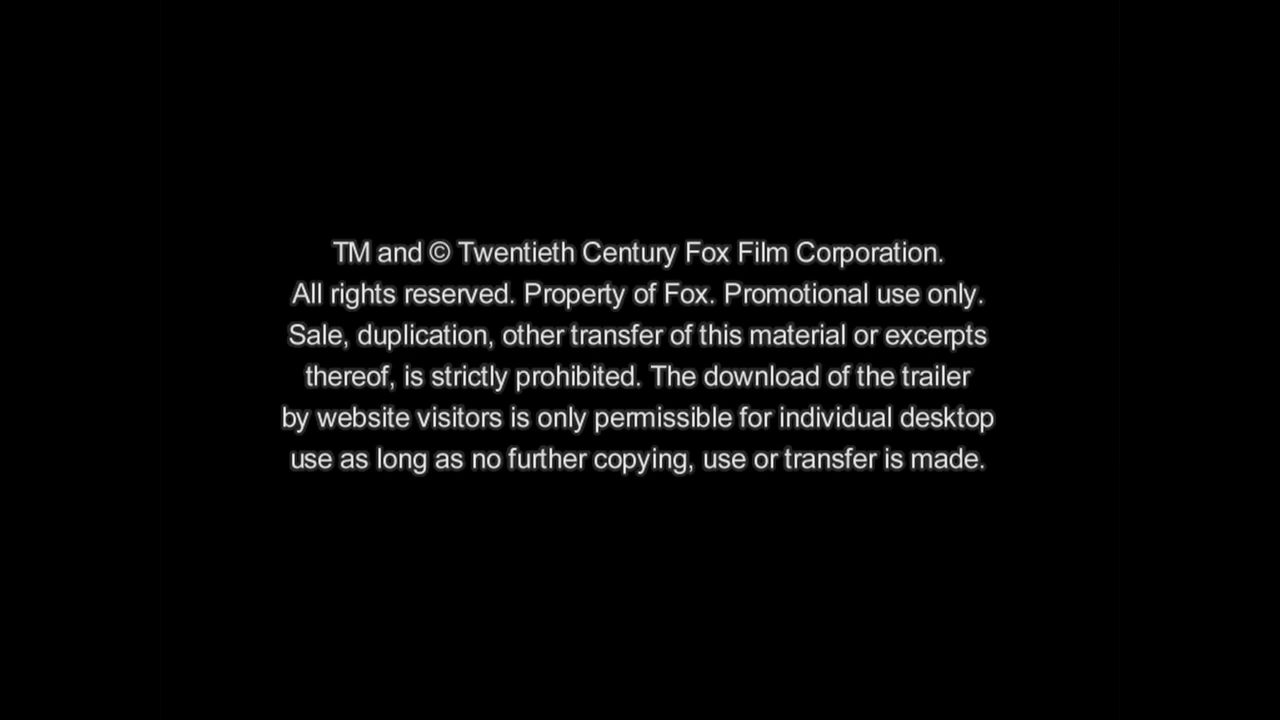 TM and © Twentieth Century Fox Film Corporation.
All rights reserved. Property of Fox. Promotional use only.
Sale, duplication, other transfer of this material or excerpts
thereof, is strictly prohibited. The download of the trailer
by website visitors is only permissible for individual desktop
use as long as no further copying, use or transfer is made.